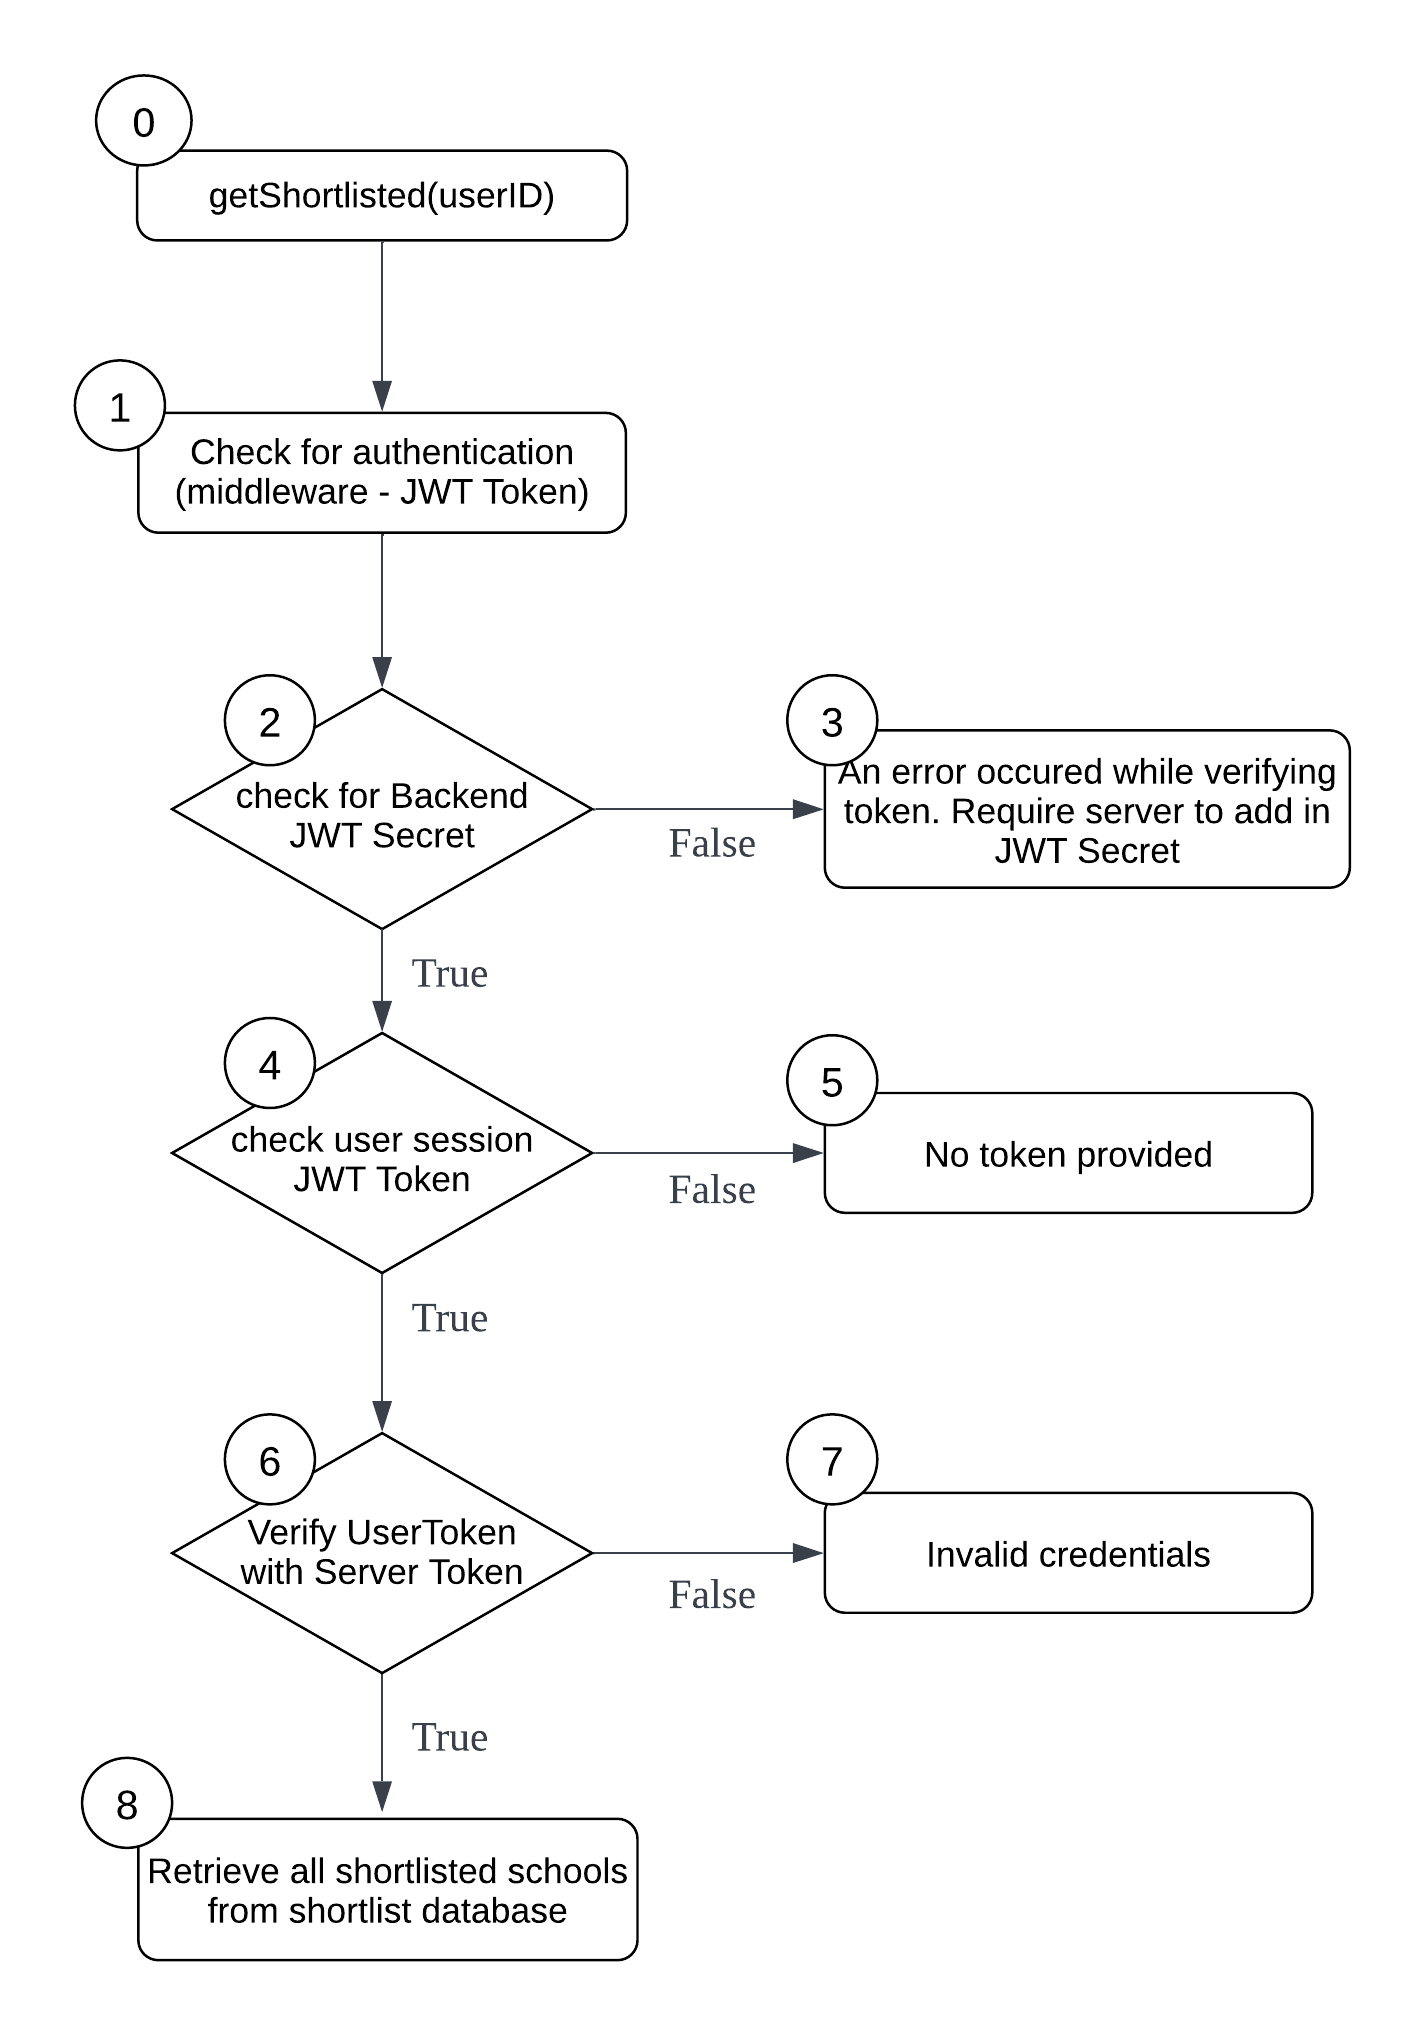 0
getShortlisted(userID)
1
Check for authentication
(middleware - JWT Token)
2
check for Backend
JWT Secret
False
3
An error occured while verifying
token. Require server to add in
JWT Secret
True
4
check user session
JWT Token
False
5
No token provided
True
6
Verify UserToken
with Server Token
False
7
Invalid credentials
True
8
Retrieve all shortlisted schools
from shortlist database